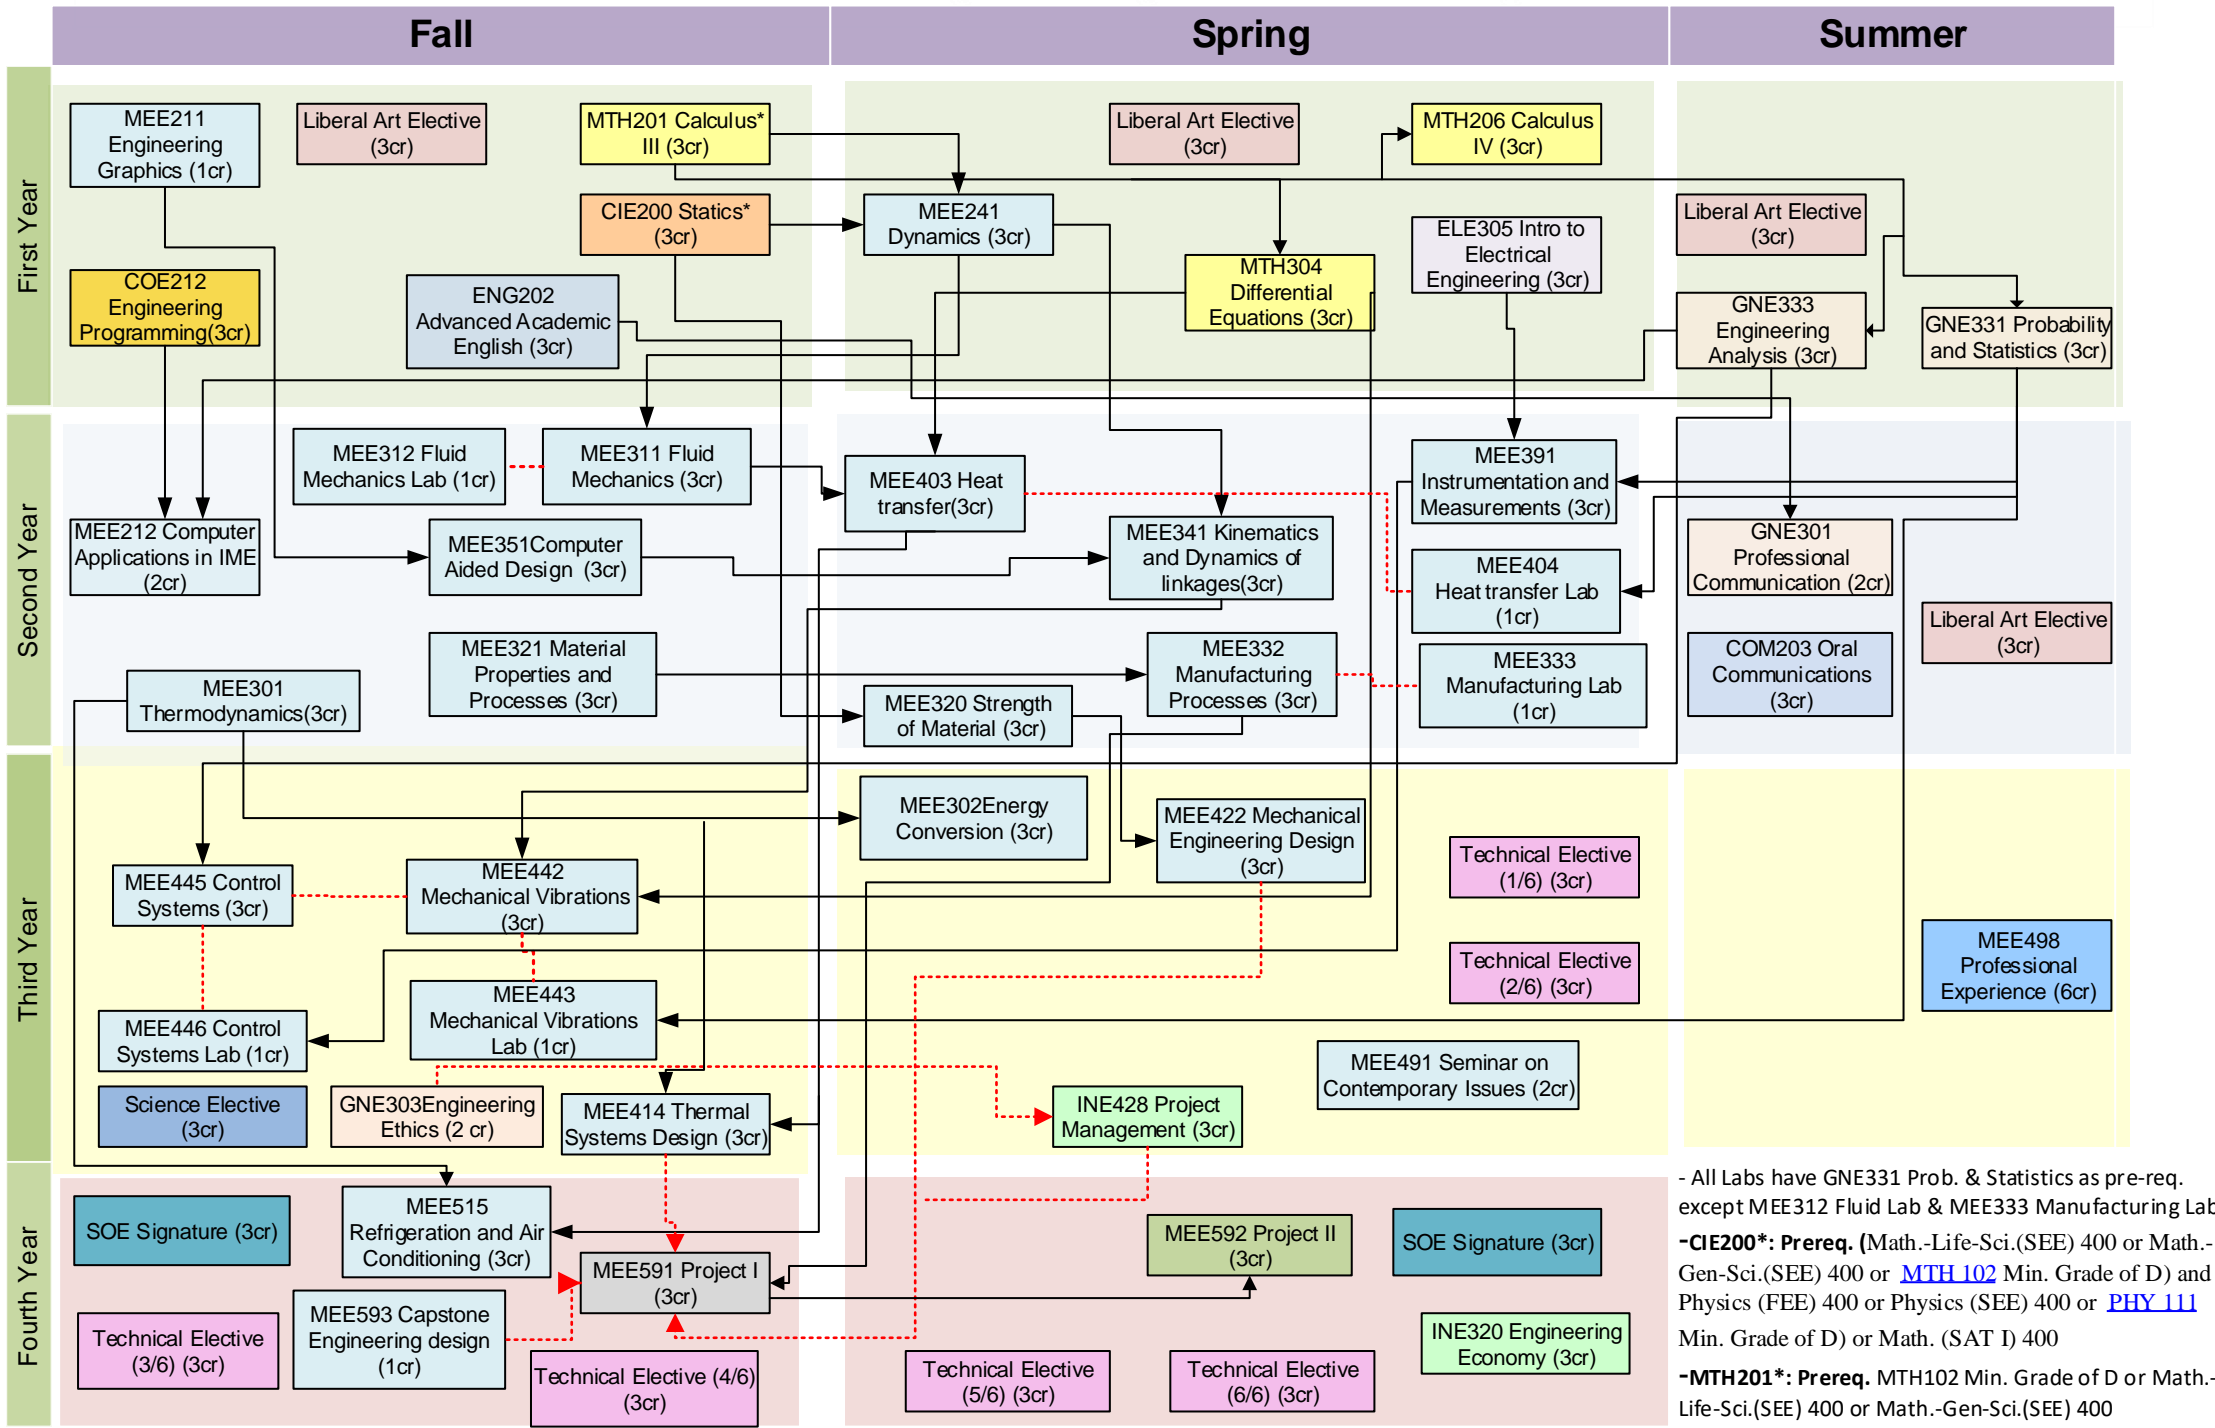 Fall
Spring
Summer
First Year
MEE211
Engineering
Graphics (1cr)
Liberal Art Elective
(3cr)
MTH201 Calculus*
III (3cr)
CIE200 Statics*
(3cr)
COE212
Engineering
Programming(3cr)
ENG202
Advanced Academic
English (3cr)
Liberal Art Elective
(3cr)
MTH206 Calculus
IV (3cr)
MEE241
Dynamics (3cr)
MTH304
Differential
Equations (3cr)
ELE305 Intro to
Electrical
Engineering (3cr)
Liberal Art Elective
(3cr)
GNE333
Engineering
Analysis (3cr)
GNE331 Probability
and Statistics (3cr)
Second Year
MEE312 Fluid
Mechanics Lab (1cr)
MEE311 Fluid
Mechanics (3cr)
MEE212 Computer
Applications in IME
(2cr)
MEE351Computer
Aided Design (3cr)
MEE321 Material
Properties and
Processes (3cr)
MEE301
Thermodynamics(3cr)
MEE403 Heat
transfer(3cr)
MEE341 Kinematics
and Dynamics of
linkages(3cr)
MEE391
Instrumentation and
Measurements (3cr)
MEE404
Heat transfer Lab
(1cr)
MEE332
Manufacturing
Processes (3cr)
MEE333
Manufacturing Lab
(1cr)
MEE320 Strength
of Material (3cr)
GNE301
Professional
Communication (2cr)
COM203 Oral
Communications
(3cr)
Liberal Art Elective
(3cr)
Third Year
MEE445 Control
Systems (3cr)
MEE442
Mechanical Vibrations
(3cr)
MEE443
Mechanical Vibrations
Lab (1cr)
MEE446 Control
Systems Lab (1cr)
Science Elective
(3cr)
GNE303Engineering
Ethics (2 cr)
MEE414 Thermal
Systems Design (3cr)
MEE302Energy
Conversion (3cr)
MEE422 Mechanical
Engineering Design
(3cr)
Technical Elective
(1/6) (3cr)
Technical Elective
(2/6) (3cr)
MEE491 Seminar on
Contemporary Issues (2cr)
INE428 Project
Management (3cr)
MEE498
Professional
Experience (6cr)
Fourth Year
SOE Signature (3cr)
MEE515
Refrigeration and Air
Conditioning (3cr)
MEE591 Project I
(3cr)
MEE593 Capstone
Engineering design
(1cr)
Technical Elective
(3/6) (3cr)
Technical Elective (4/6)
(3cr)
MEE592 Project II
(3cr)
SOE Signature (3cr)
INE320 Engineering
Economy (3cr)
Technical Elective
(5/6) (3cr)
Technical Elective
(6/6) (3cr)
- All Labs have GNE331 Prob. & Statistics as pre-req.
except MEE312 Fluid Lab & MEE333 Manufacturing Lab
-CIE200*: Prereq. (Math.-Life-Sci.(SEE) 400 or Math.-
Gen-Sci.(SEE) 400 or MTH 102 Min. Grade of D) and
Physics (FEE) 400 or Physics (SEE) 400 or PHY 111
Min. Grade of D) or Math. (SAT I) 400
-MTH201*: Prereq. MTH102 Min. Grade of D or Math.-
Life-Sci.(SEE) 400 or Math.-Gen-Sci.(SEE) 400